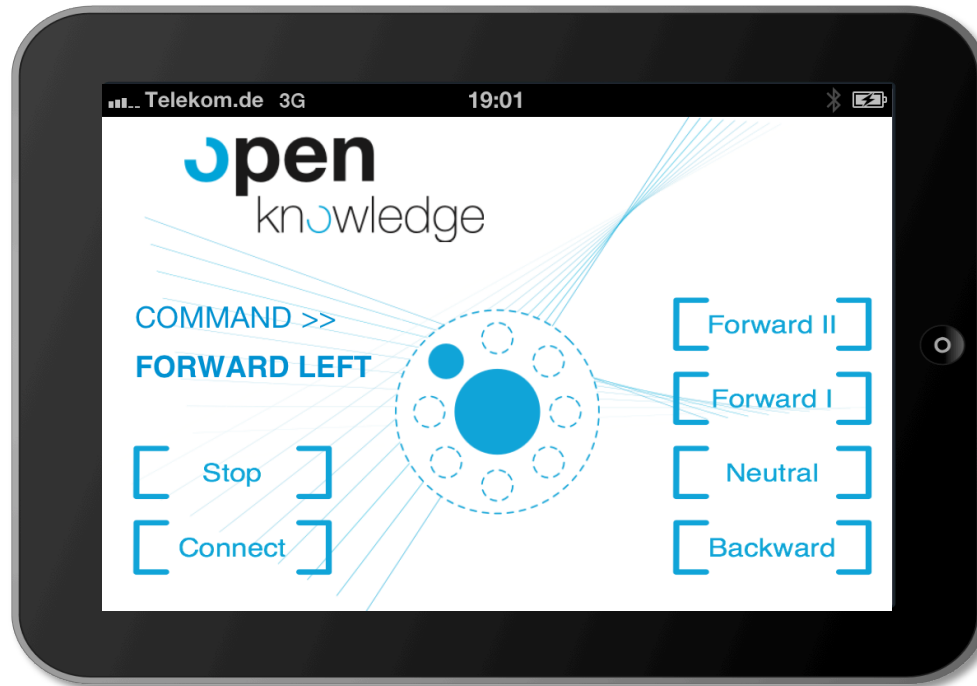 Telekom.de 3G 19:01
open
knowledge
COMMAND >>
FORWARD LEFT
Stop
Connect
Forward II
Forward I
Neutral
Backward